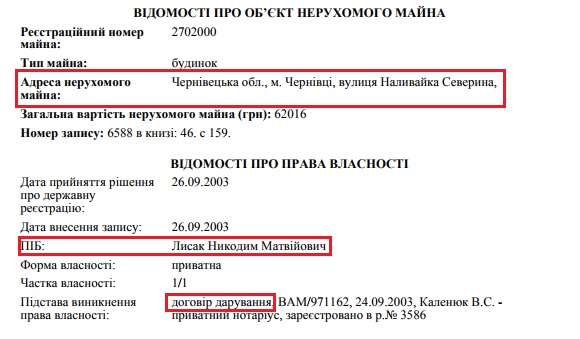 ВІДОМОСТІ ПРО ОБ’ЄКТ НЕРУХОМОГО МАЙНА
Реєстраційний номер майна: 2702000
Тип майна: будинок
Адреса нерухомого майна: Чернівецька обл., м. Чернівці, вулиця Наливайка Северина,
Загальна вартість нерухомого майна (грн): 62016
Номер запису: 6588 в книзі: 46. с 159.
ВІДОМОСТІ ПРО ПРАВА ВЛАСНОСТІ
Дата прийняття рішення про державну реєстрацію: 26.09.2003
Дата внесення запису: 26.09.2003
ПІБ: Лисак Никодим Матвійович
Форма власності: приватна
Частка власності: 1/1
Підстава виникнення права власності: договір дарування, ВАМ/971162, 24.09.2003, Каленюк В.С. -
приватний нотаріус, зареєстровано в р.№ 3586